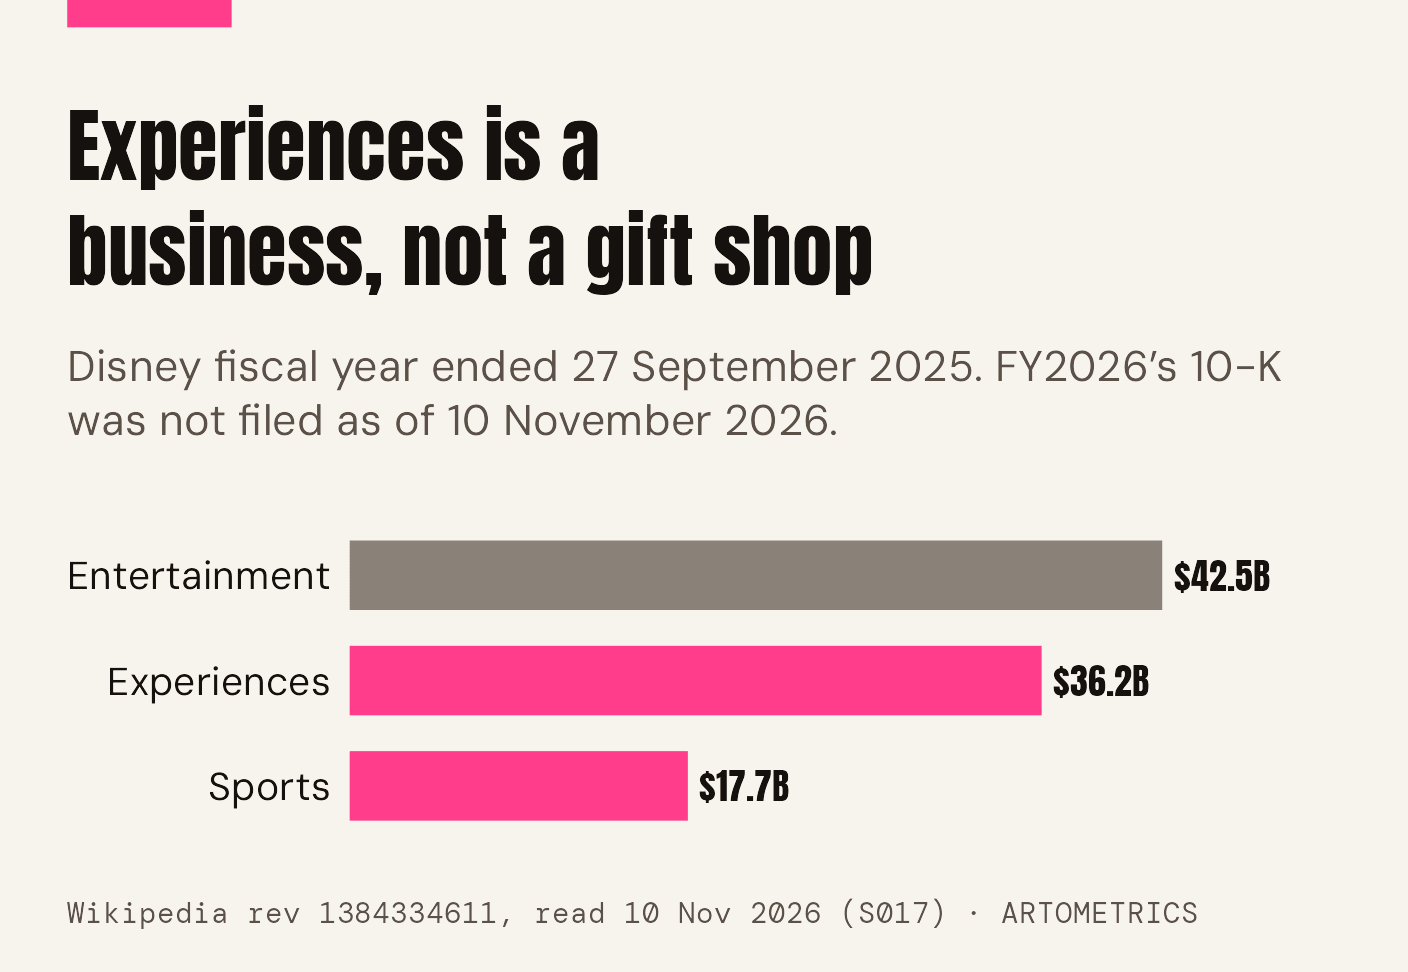 Experiences is a
business, not a gift shop
Disney fiscal year ended 27 September 2025. FY2026’s 10-K
was not filed as of 10 November 2026.
Entertainment $42.5B
Experiences $36.2B
Sports $17.7B
Wikipedia rev 1384334611, read 10 Nov 2026 (S017) · ARTOMETRICS